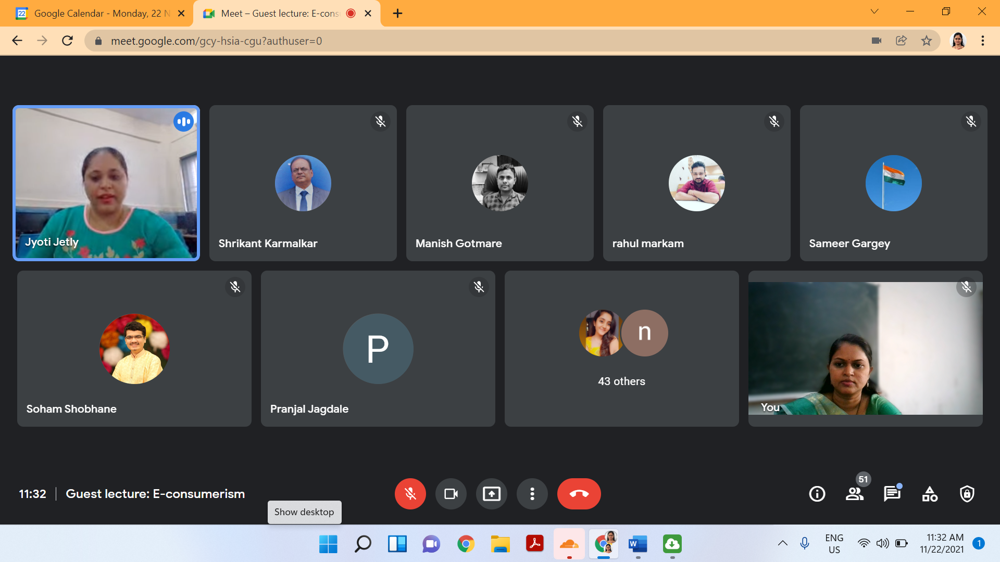 22 Google Calendar - Monday, 22 N
Meet – Guest lecture: E-cons
meet.google.com/gcy-hsia-cgu?authuser=0
Jyoti Jetly
Shrikant Karmalkar
Manish Gotmare
rahul markam
Sameer Gargey
Soham Shobhane
P
Pranjal Jagdale
n
43 others
You
11:32 Guest lecture: E-consumerism
51
Show desktop
W
ENG
US
11:32 AM
11/22/2021
1